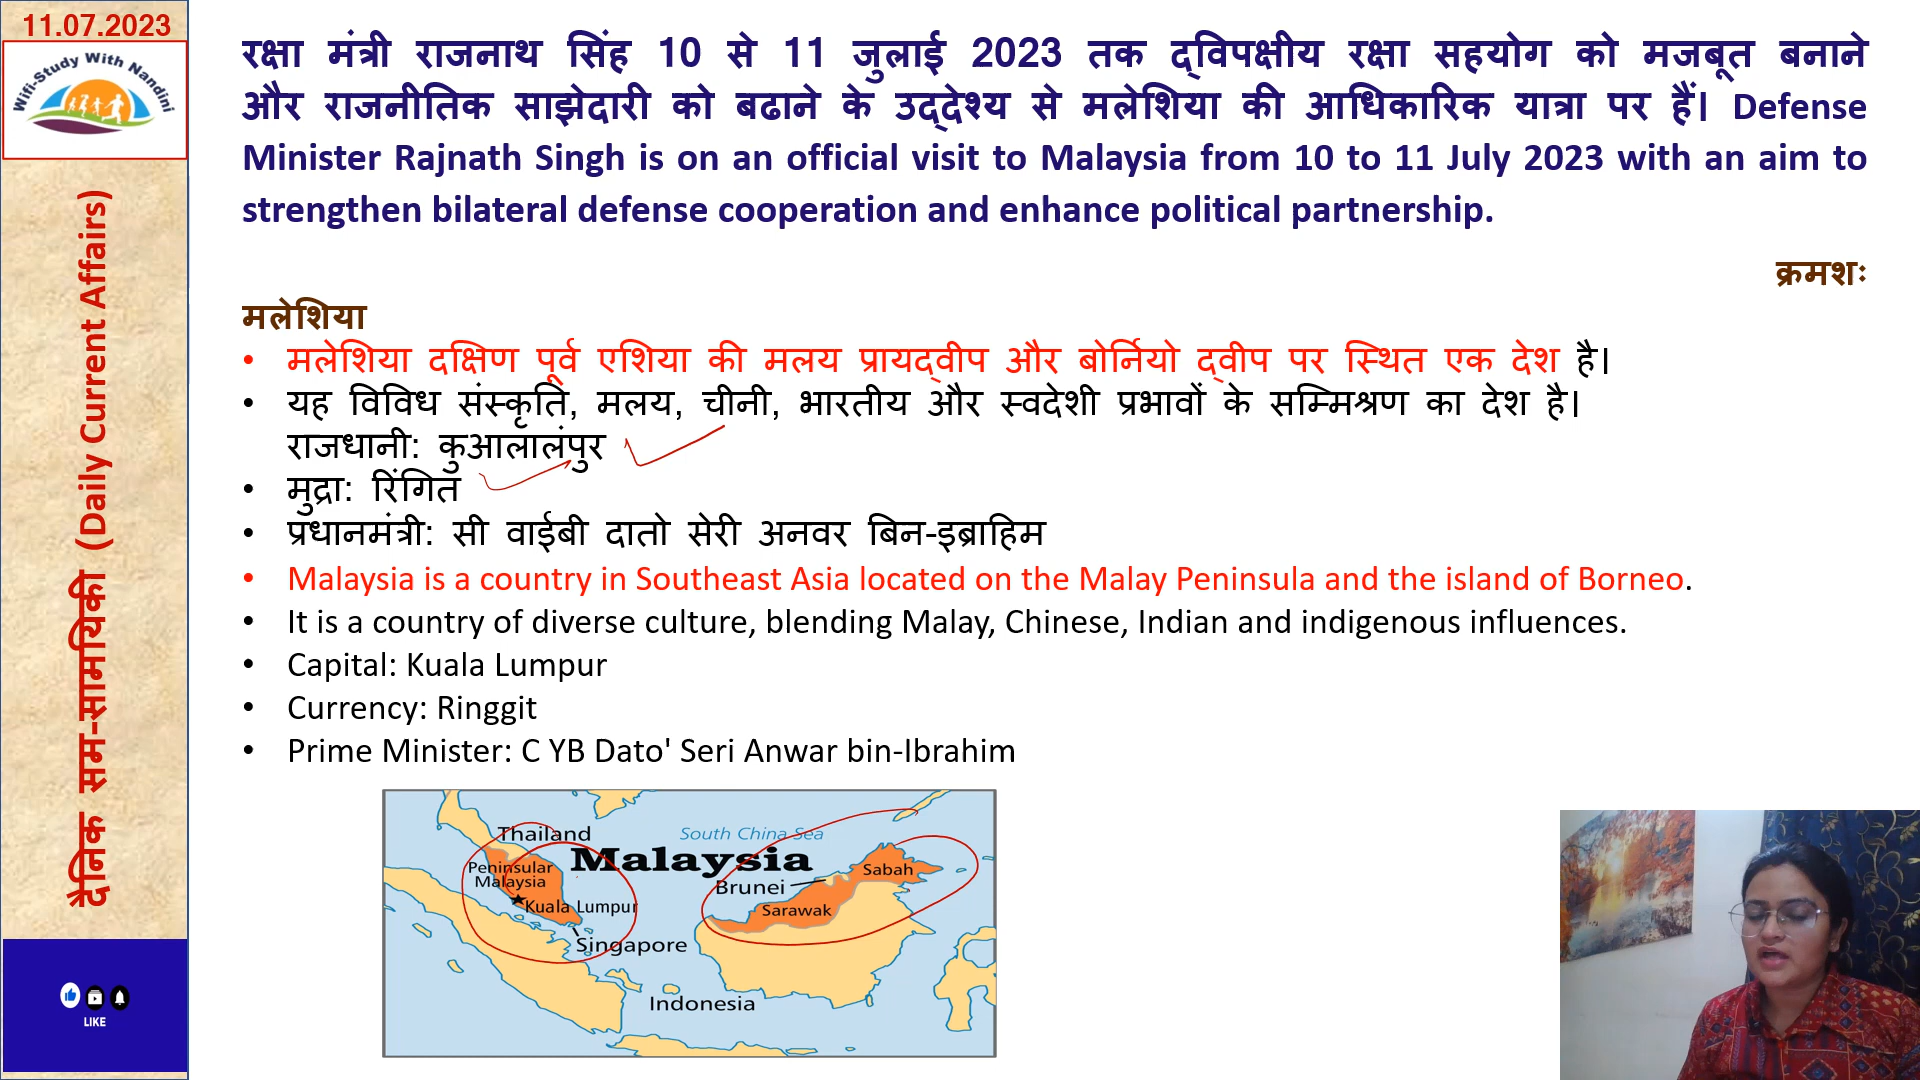 11.07.2023
Wifi-Study With Nandini
दैनिक सम-सामयिकी (Daily Current Affairs)
LIKE
रक्षा मंत्री राजनाथ सिंह 10 से 11 जुलाई 2023 तक द्विपक्षीय रक्षा सहयोग को मजबूत बनाने
और राजनीतिक साझेदारी को बढाने के उद्देश्य से मलेशिया की आधिकारिक यात्रा पर हैं| Defense
Minister Rajnath Singh is on an official visit to Malaysia from 10 to 11 July 2023 with an aim to
strengthen bilateral defense cooperation and enhance political partnership.
क्रमशः
मलेशिया
• मलेशिया दक्षिण पूर्व एशिया की मलय प्रायद्वीप और बोर्नियो द्वीप पर स्थित एक देश है|
• यह विविध संस्कृति, मलय, चीनी, भारतीय और स्वदेशी प्रभावों के सम्मिश्रण का देश है|
राजधानी: कुआलालंपुर
• मुद्रा: रिंगित
• प्रधानमंत्री: सी वाईबी दातो सेरी अनवर बिन-इब्राहिम
• Malaysia is a country in Southeast Asia located on the Malay Peninsula and the island of Borneo.
• It is a country of diverse culture, blending Malay, Chinese, Indian and indigenous influences.
• Capital: Kuala Lumpur
• Currency: Ringgit
• Prime Minister: C YB Dato' Seri Anwar bin-Ibrahim
Thailand
South China Sea
Malaysia
Peninsular
Malaysia
Sabah
Brunei
Kuala Lumpur
Sarawak
Singapore
Indonesia